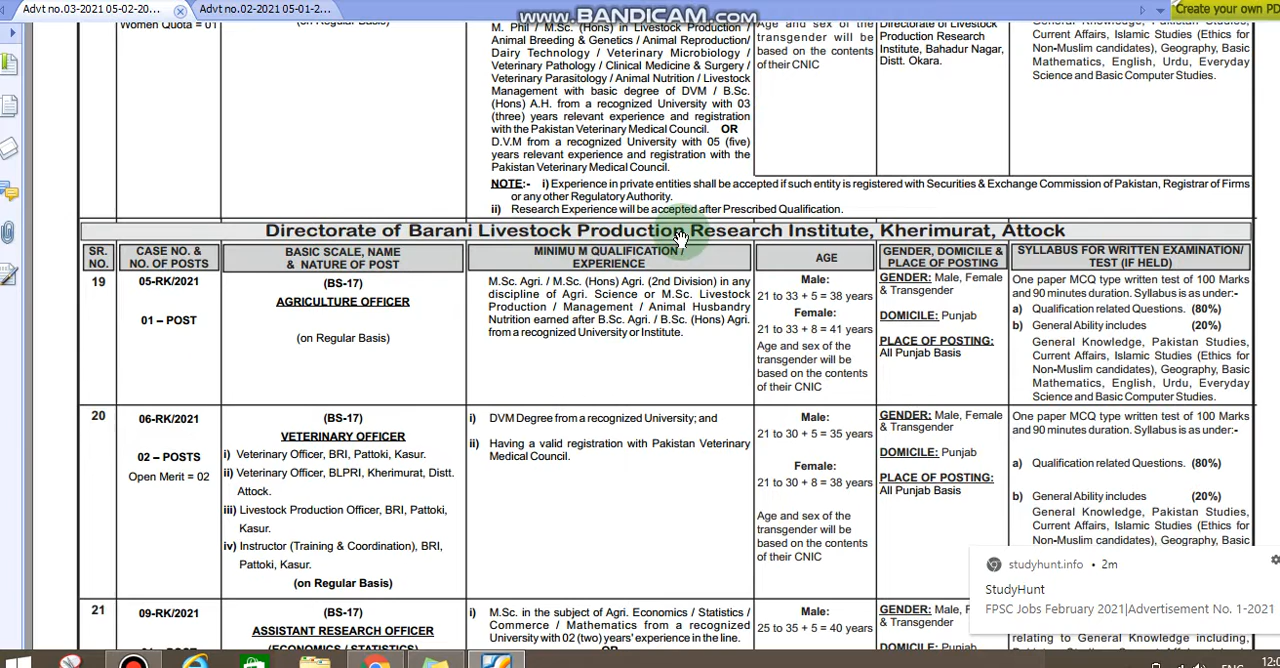 Advt no.03-2021 05-02-20...
Advt no.02-2021 05-01-2...
WWW.BANDICAM.COM
Create your own PD
Women Quota = 01
(on Regular Basis)
M. Phil / M.Sc. (Hons) in Livestock Production /
Animal Breeding & Genetics / Animal Reproduction/
Dairy Technology / Veterinary Microbiology /
Veterinary Pathology / Clinical Medicine & Surgery /
Veterinary Parasitology / Animal Nutrition / Livestock
Management with basic degree of DVM / B.Sc.
(Hons) A.H. from a recognized University with 03
(three) years relevant experience and registration
with the Pakistan Veterinary Medical Council. OR
D.V.M from a recognized University with 05 (five)
years relevant experience and registration with the
Pakistan Veterinary Medical Council.
Age and sex of the
transgender will be
based on the contents
of their CNIC
Directorate of Livestock
Production Research
Institute, Bahadur Nagar,
Distt. Okara.
General Knowledge, Pakistan Studies,
Current Affairs, Islamic Studies (Ethics for
Non-Muslim candidates), Geography, Basic
Mathematics, English, Urdu, Everyday
Science and Basic Computer Studies.
NOTE:- i) Experience in private entities shall be accepted if such entity is registered with Securities & Exchange Commission of Pakistan, Registrar of Firms
or any other Regulatory Authority.
ii) Research Experience will be accepted after Prescribed Qualification.
Directorate of Barani Livestock Production Research Institute, Kherimurat, Attock
SR.
NO.
CASE NO. &
NO. OF POSTS
BASIC SCALE, NAME
& NATURE OF POST
MINIMU M QUALIFICATION /
EXPERIENCE
AGE
GENDER, DOMICILE &
PLACE OF POSTING
SYLLABUS FOR WRITTEN EXAMINATION/
TEST (IF HELD)
19
05-RK/2021
01 – POST
(BS-17)
AGRICULTURE OFFICER
(on Regular Basis)
M.Sc. Agri. / M.Sc. (Hons) Agri. (2nd Division) in any
discipline of Agri. Science or M.Sc. Livestock
Production / Management / Animal Husbandry
Nutrition earned after B.Sc. Agri. / B.Sc. (Hons) Agri.
from a recognized University or Institute.
Male:
21 to 33 + 5 = 38 years
Female:
21 to 33 + 8 = 41 years
Age and sex of the
transgender will be
based on the contents
of their CNIC
GENDER: Male, Female
& Transgender
DOMICILE: Punjab
PLACE OF POSTING:
All Punjab Basis
One paper MCQ type written test of 100 Marks
and 90 minutes duration. Syllabus is as under:-
a) Qualification related Questions. (80%)
b) General Ability includes (20%)
General Knowledge, Pakistan Studies,
Current Affairs, Islamic Studies (Ethics for
Non-Muslim candidates), Geography, Basic
Mathematics, English, Urdu, Everyday
Science and Basic Computer Studies.
20
06-RK/2021
02 – POSTS
Open Merit = 02
(BS-17)
VETERINARY OFFICER
i) Veterinary Officer, BRI, Pattoki, Kasur.
ii) Veterinary Officer, BLPRI, Kherimurat, Distt.
Attock.
iii) Livestock Production Officer, BRI, Pattoki,
Kasur.
iv) Instructor (Training & Coordination), BRI,
Pattoki, Kasur.
(on Regular Basis)
i) DVM Degree from a recognized University; and
ii) Having a valid registration with Pakistan Veterinary
Medical Council.
Male:
21 to 30 + 5 = 35 years
Female:
21 to 30 + 8 = 38 years
Age and sex of the
transgender will be
based on the contents
of their CNIC
GENDER: Male, Female
& Transgender
DOMICILE: Punjab
PLACE OF POSTING:
All Punjab Basis
One paper MCQ type written test of 100 Marks
and 90 minutes duration. Syllabus is as under:-
a) Qualification related Questions. (80%)
b) General Ability includes (20%)
General Knowledge, Pakistan Studies,
Current Affairs, Islamic Studies (Ethics for
Non-Muslim candidates), Geography, Basic
21
09-RK/2021
(BS-17)
ASSISTANT RESEARCH OFFICER
(ECONOMICS / STATISTICS)
i) M.Sc. in the subject of Agri. Economics / Statistics /
Commerce / Mathematics from a recognized
University with 02 (two) years' experience in the line.
OR
Male:
25 to 35 + 5 = 40 years
GENDER: Male, F
& Transgender
DOMICILE: Punjab
relating to General Knowledge including,
studyhunt.info • 2m
StudyHunt
FPSC Jobs February 2021|Advertisement No. 1-2021
ENG
12:0